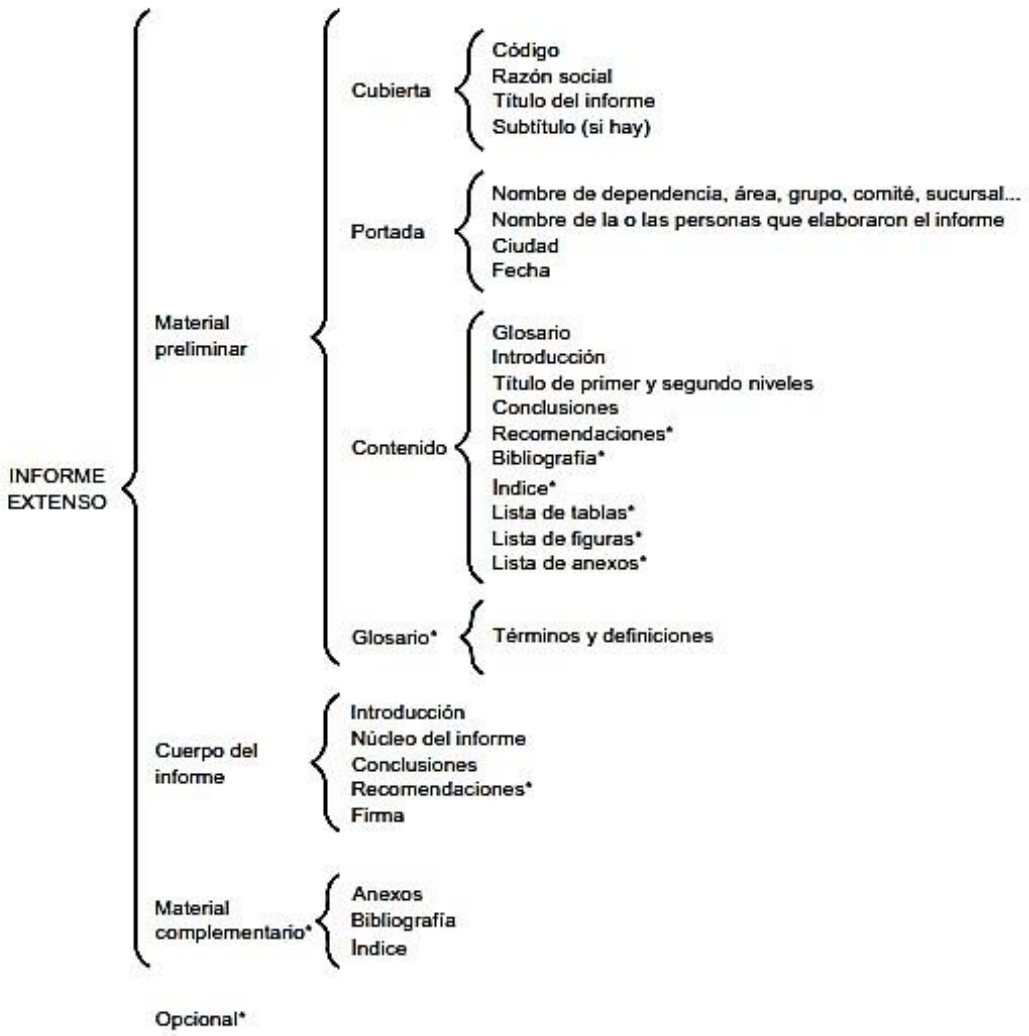 INFORME
EXTENSO
Material
preliminar
Cubierta
Código
Razón social
Título del informe
Subtítulo (si hay)
Portada
Nombre de dependencia, área, grupo, comité, sucursal...
Nombre de la o las personas que elaboraron el informe
Ciudad
Fecha
Contenido
Glosario
Introducción
Título de primer y segundo niveles
Conclusiones
Recomendaciones*
Bibliografía*
Índice*
Lista de tablas*
Lista de figuras*
Lista de anexos*
Glosario*
Términos y definiciones
Cuerpo del
informe
Introducción
Núcleo del informe
Conclusiones
Recomendaciones*
Firma
Material
complementario*
Anexos
Bibliografía
Índice
Opcional*